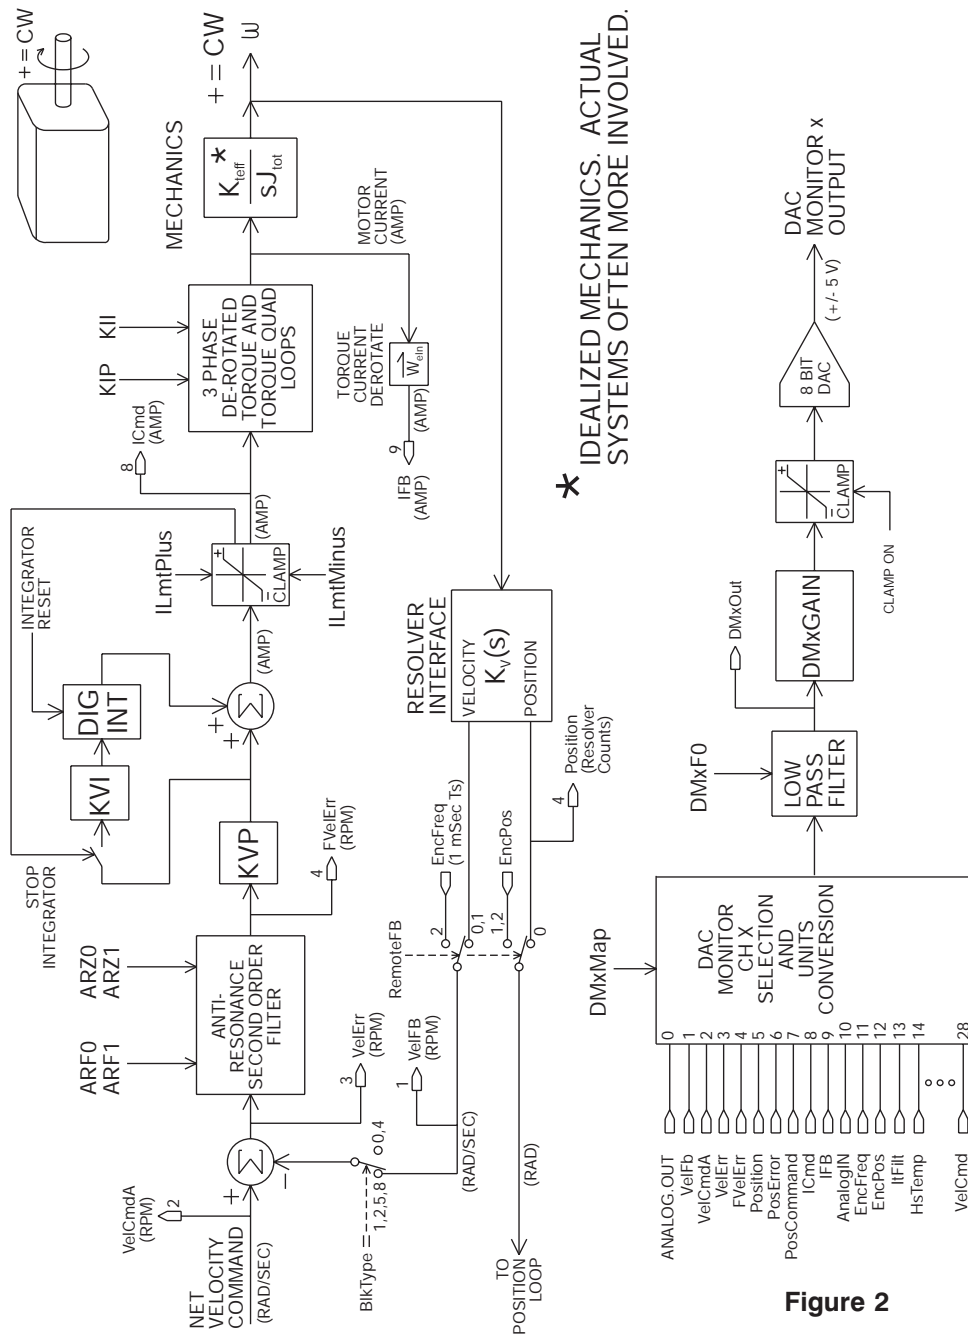 + = CW
NET
VELOCITY
COMMAND
(RAD/SEC)
VelCmdA
(RPM)
2
+
−
Σ
BlkType =
1,2,5,8
0,4
3
VelErr
(RPM)
ARF0
ARF1
ARZ0
ARZ1
ANTI-
RESONANCE
SECOND ORDER
FILTER
4
FVelErr
(RPM)
KVP
STOP
INTEGRATOR
KVI
DIG
INT
INTEGRATOR
RESET
+
+
Σ
(AMP)
ILmtPlus
ILmtMinus
+
−
CLAMP
(AMP)
8
ICmd
(AMP)
KIP
KII
3 PHASE
DE-ROTATED
TORQUE AND
TORQUE QUAD
LOOPS
MECHANICS
Kteff *
sJtot
+ = CW
ω
MOTOR
CURRENT
(AMP)
TORQUE
CURRENT
DEROTATE
Weln
(AMP)
9
IFB
(AMP)
RESOLVER
INTERFACE
VELOCITY
Kv(s)
POSITION
4
Position
(Resolver
Counts)
EncFreq
(1 mSec Ts)
2
0,1
EncPos
1,2
0
RemoteFB
1
VelFB
(RPM)
(RAD/SEC)
(RAD)
TO
POSITION
LOOP
* IDEALIZED MECHANICS. ACTUAL
SYSTEMS OFTEN MORE INVOLVED.
DMxMap
ANALOG.OUT 0
VelFb 1
VelCmdA 2
VelErr 3
FVelErr 4
Position 5
PosError 6
PosCommand 7
ICmd 8
IFB 9
AnalogIN 10
EncFreq 11
EncPos 12
ItFilt 13
HsTemp 14
VelCmd 28
DAC
MONITOR
CH X
SELECTION
AND
UNITS
CONVERSION
DMxF0
LOW
PASS
FILTER
DMxOut
DMxGAIN
+
−
CLAMP
CLAMP ON
8 BIT
DAC
(+/- 5 V)
DAC
MONITOR x
OUTPUT
Figure 2